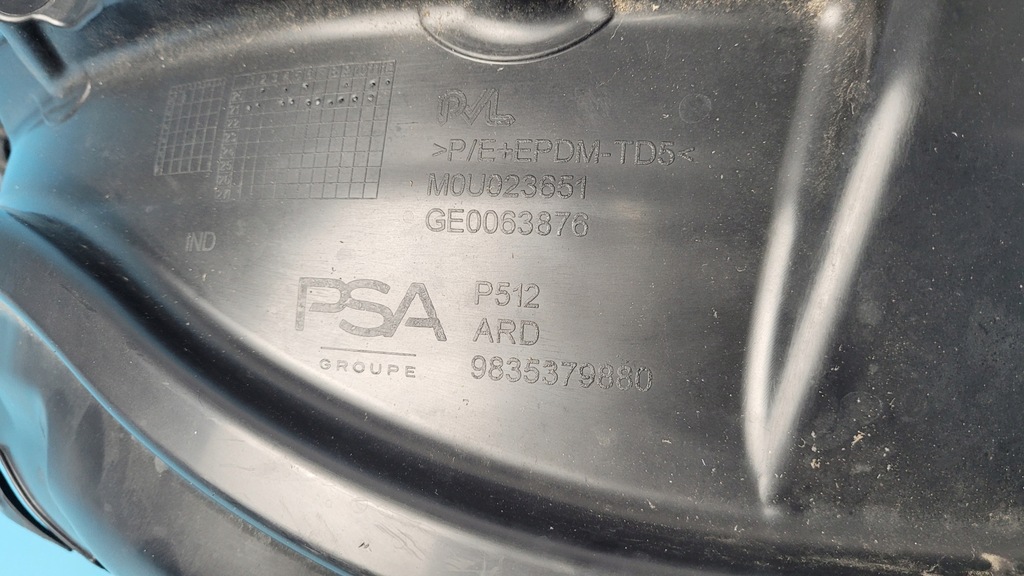 >P/E+EPDM-TD5<
M0U023651
GE0063876
IND
PSA
GROUPE
P512
ARD
9835379880